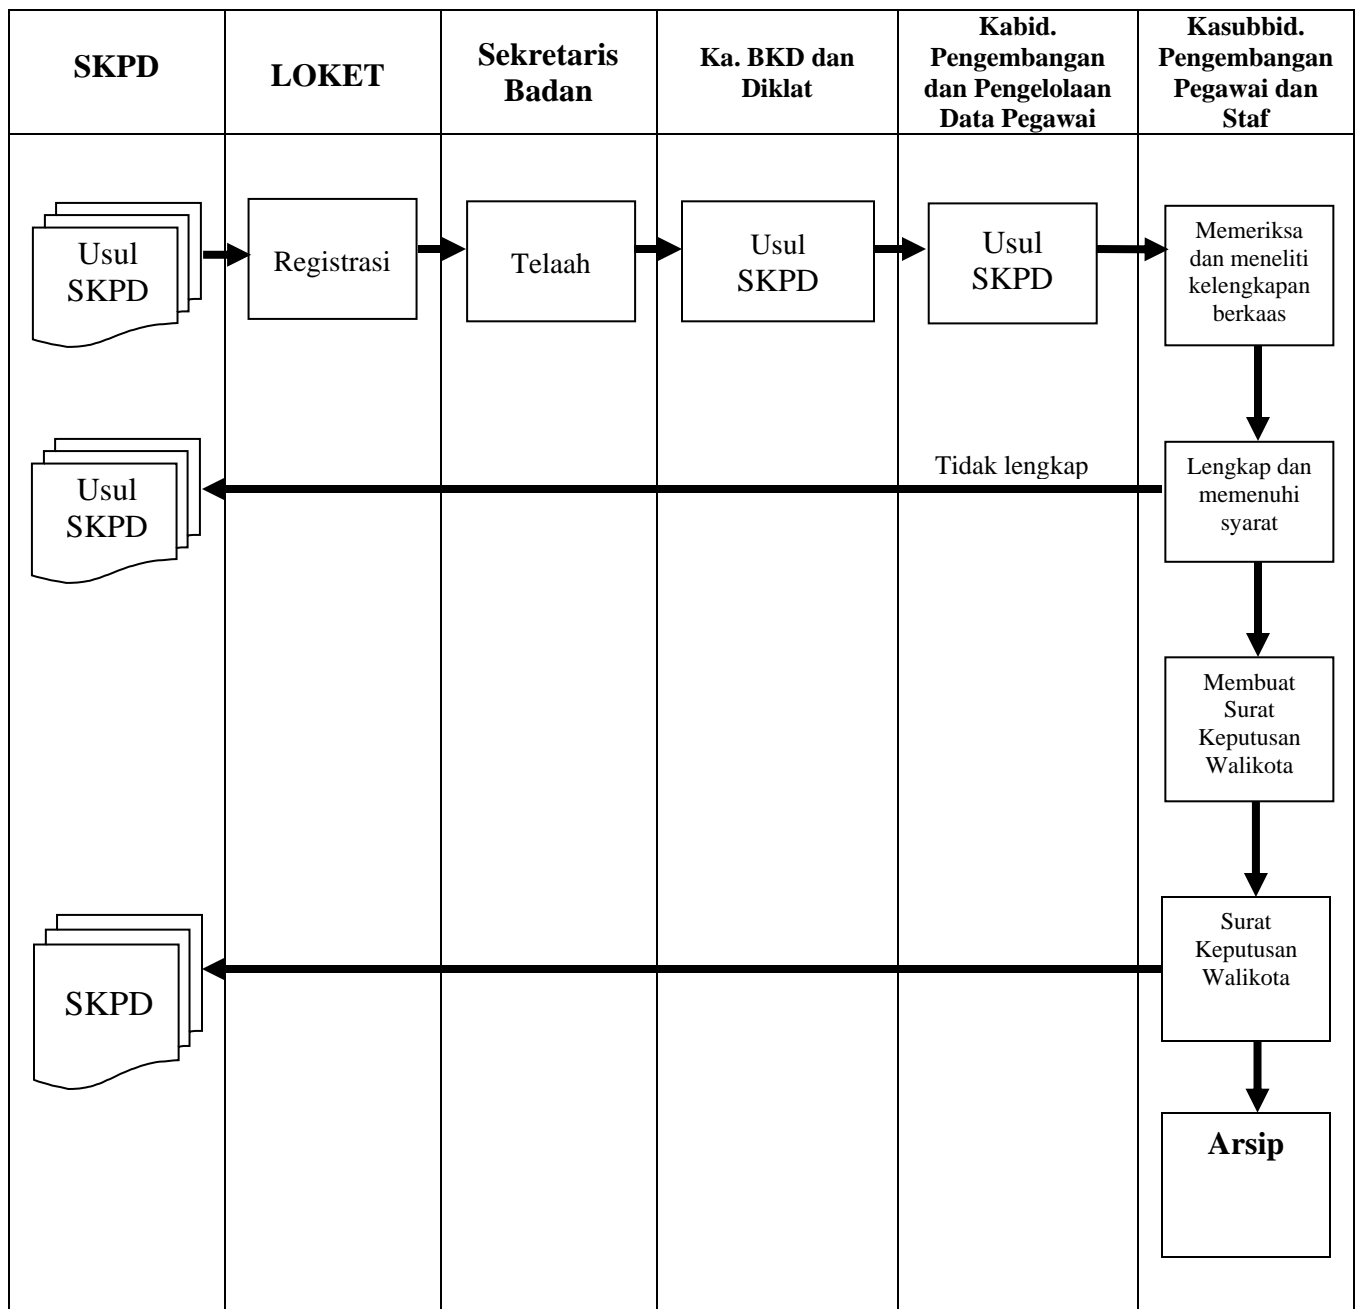 SKPD
LOKET
Sekretaris
Badan
Ka. BKD dan
Diklat
Kabid.
Pengembangan
dan Pengelolaan
Data Pegawai
Kasubbid.
Pengembangan
Pegawai dan
Staf
Usul
SKPD
Registrasi
Telaah
Usul
SKPD
Usul
SKPD
Memeriksa
dan meneliti
kelengkapan
berkaas
Usul
SKPD
Tidak lengkap
Lengkap dan
memenuhi
syarat
Membuat
Surat
Keputusan
Walikota
SKPD
Surat
Keputusan
Walikota
Arsip